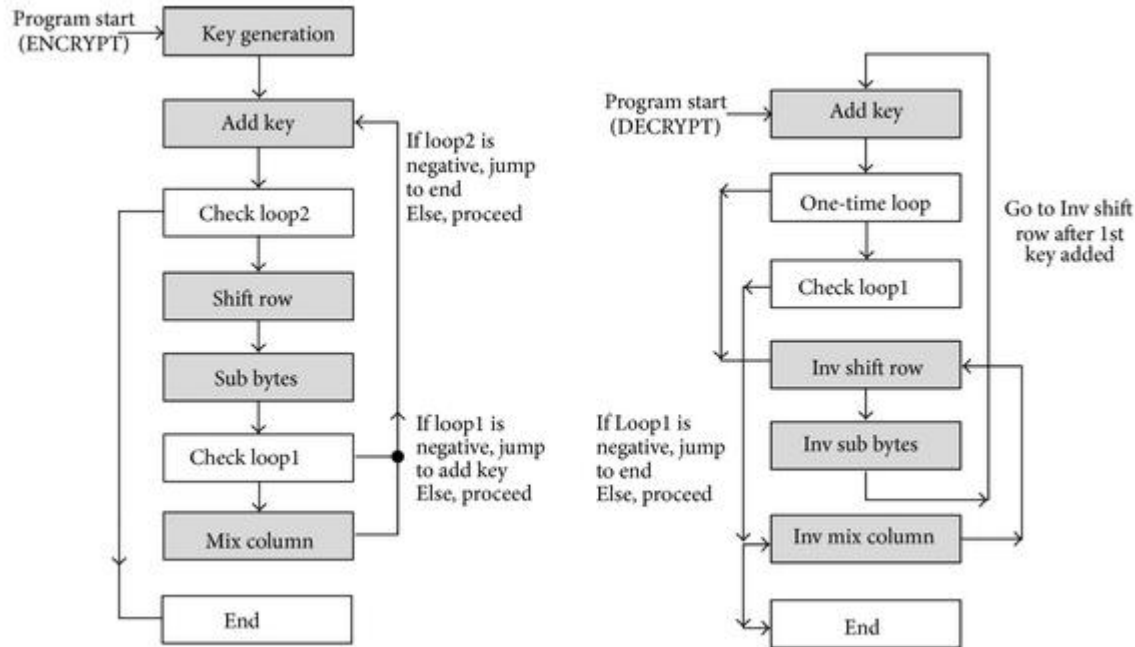 Program start
(ENCRYPT)
Key generation
Add key
If loop2 is
negative, jump
to end
Else, proceed
Check loop2
Shift row
Sub bytes
If loop1 is
negative, jump
to add key
Else, proceed
Check loop1
Mix column
End
Program start
(DECRYPT)
Add key
One-time loop
Go to Inv shift
row after 1st
key added
Check loop1
Inv shift row
If Loop1 is
negative, jump
to end
Else, proceed
Inv sub bytes
Inv mix column
End